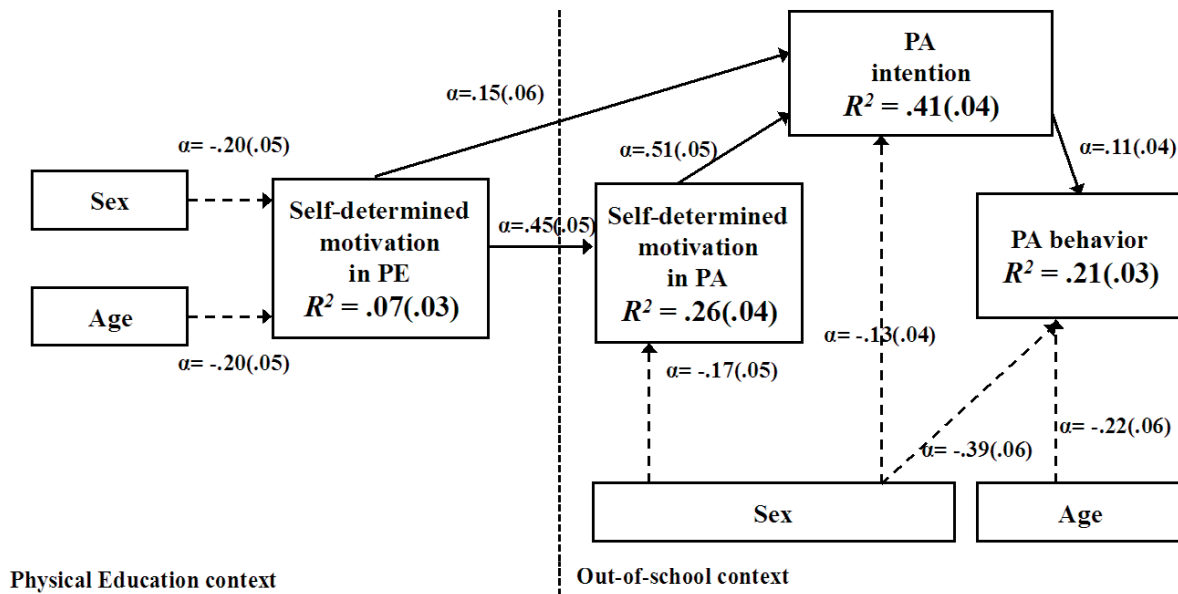 PA
intention
R² = .41(.04)
α=.15(.06)
α= -.20(.05)
α=.51(.05)
α=.11(.04)
Sex
Self-determined
motivation
in PE
R² = .07(.03)
α=.45(.05)
Self-determined
motivation
in PA
R² = .26(.04)
PA behavior
R² = .21(.03)
Age
α= -.20(.05)
α= -.17(.05)
α= -.13(.04)
α= -.39(.06)
α= -.22(.06)
Sex
Age
Physical Education context
Out-of-school context